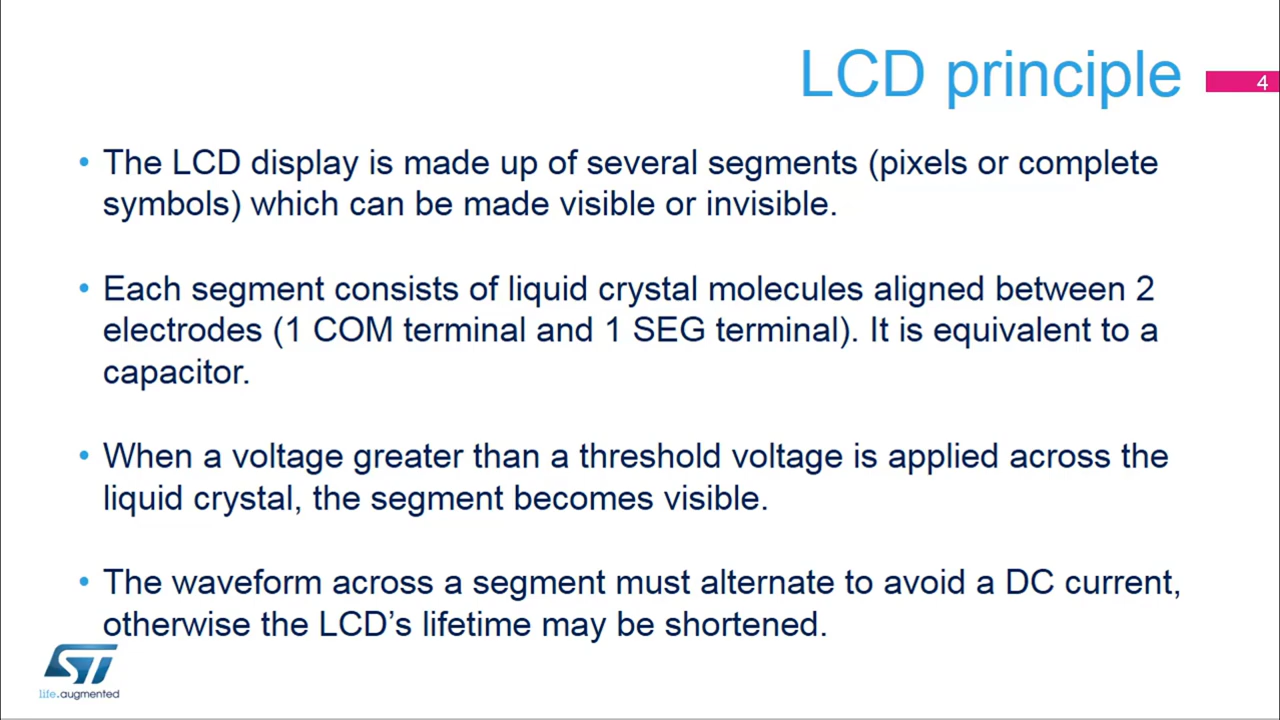 LCD principle
4
• The LCD display is made up of several segments (pixels or complete
symbols) which can be made visible or invisible.
• Each segment consists of liquid crystal molecules aligned between 2
electrodes (1 COM terminal and 1 SEG terminal). It is equivalent to a
capacitor.
• When a voltage greater than a threshold voltage is applied across the
liquid crystal, the segment becomes visible.
• The waveform across a segment must alternate to avoid a DC current,
otherwise the LCD’s lifetime may be shortened.
ST
life.augmented